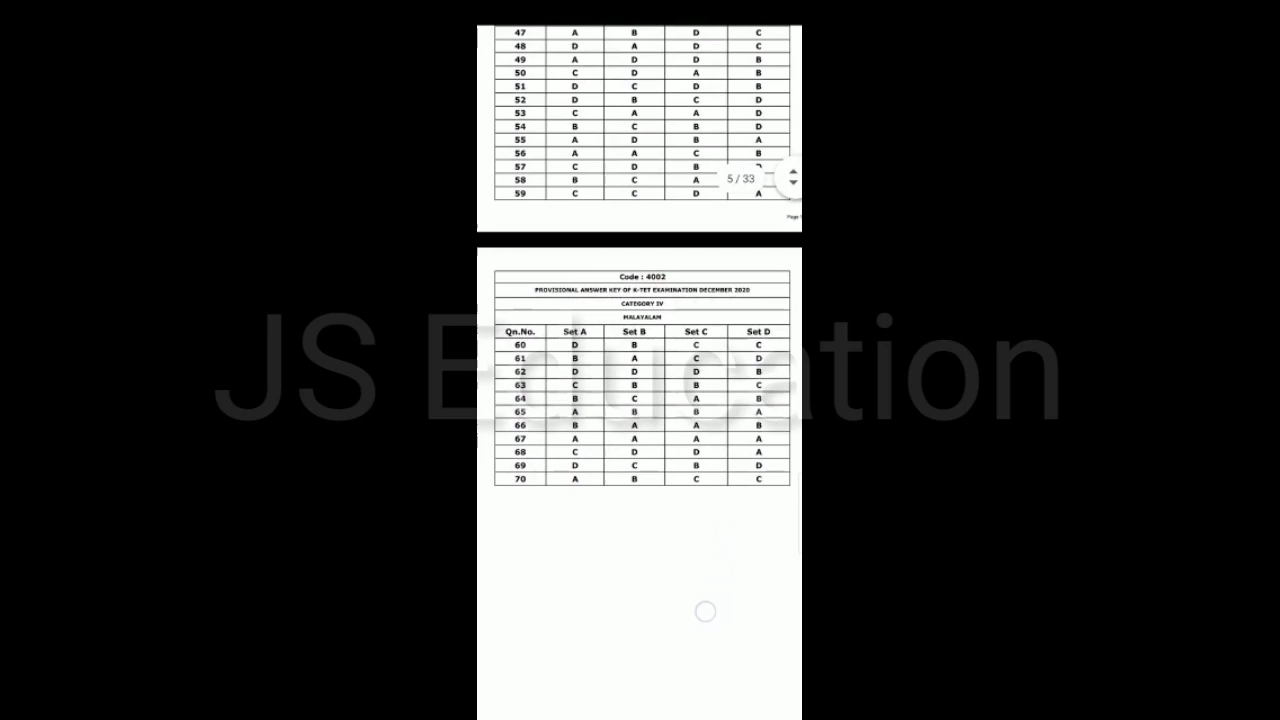 47 A B D C
48 D A D C
49 A D D B
50 C D A B
51 D C D B
52 D B C D
53 C A A D
54 B C B D
55 A D B A
56 A A C B
57 C D B
58 B C A
5 / 33
59 C C D A
Page
Code : 4002
PROVISIONAL ANSWER KEY OF K-TET EXAMINATION DECEMBER 2020
CATEGORY IV
MALAYALAM
Qn.No. Set A Set B Set C Set D
60 D B C C
61 B A C D
62 D D D B
63 C B B C
64 B C A B
65 A B B A
66 B A A B
67 A A A A
68 C D D A
69 D C B D
70 A B C C
JS Education